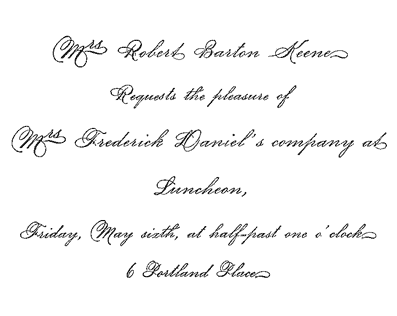 Mrs Robert Barton Keene
Requests the pleasure of
Mrs Frederick Daniel's company at
Luncheon,
Friday, May sixth, at half-past one o'clock
6 Portland Place